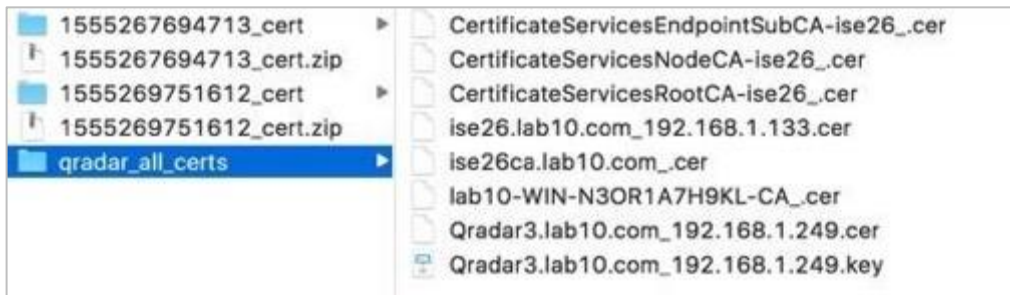 1555267694713_cert
1555267694713_cert.zip
1555269751612_cert
1555269751612_cert.zip
qradar_all_certs
CertificateServicesEndpointSubCA-ise26_.cer
CertificateServicesNodeCA-ise26_.cer
CertificateServicesRootCA-ise26_.cer
ise26.lab10.com_192.168.1.133.cer
ise26ca.lab10.com_.cer
lab10-WIN-N3OR1A7H9KL-CA_.cer
Qradar3.lab10.com_192.168.1.249.cer
Qradar3.lab10.com_192.168.1.249.key